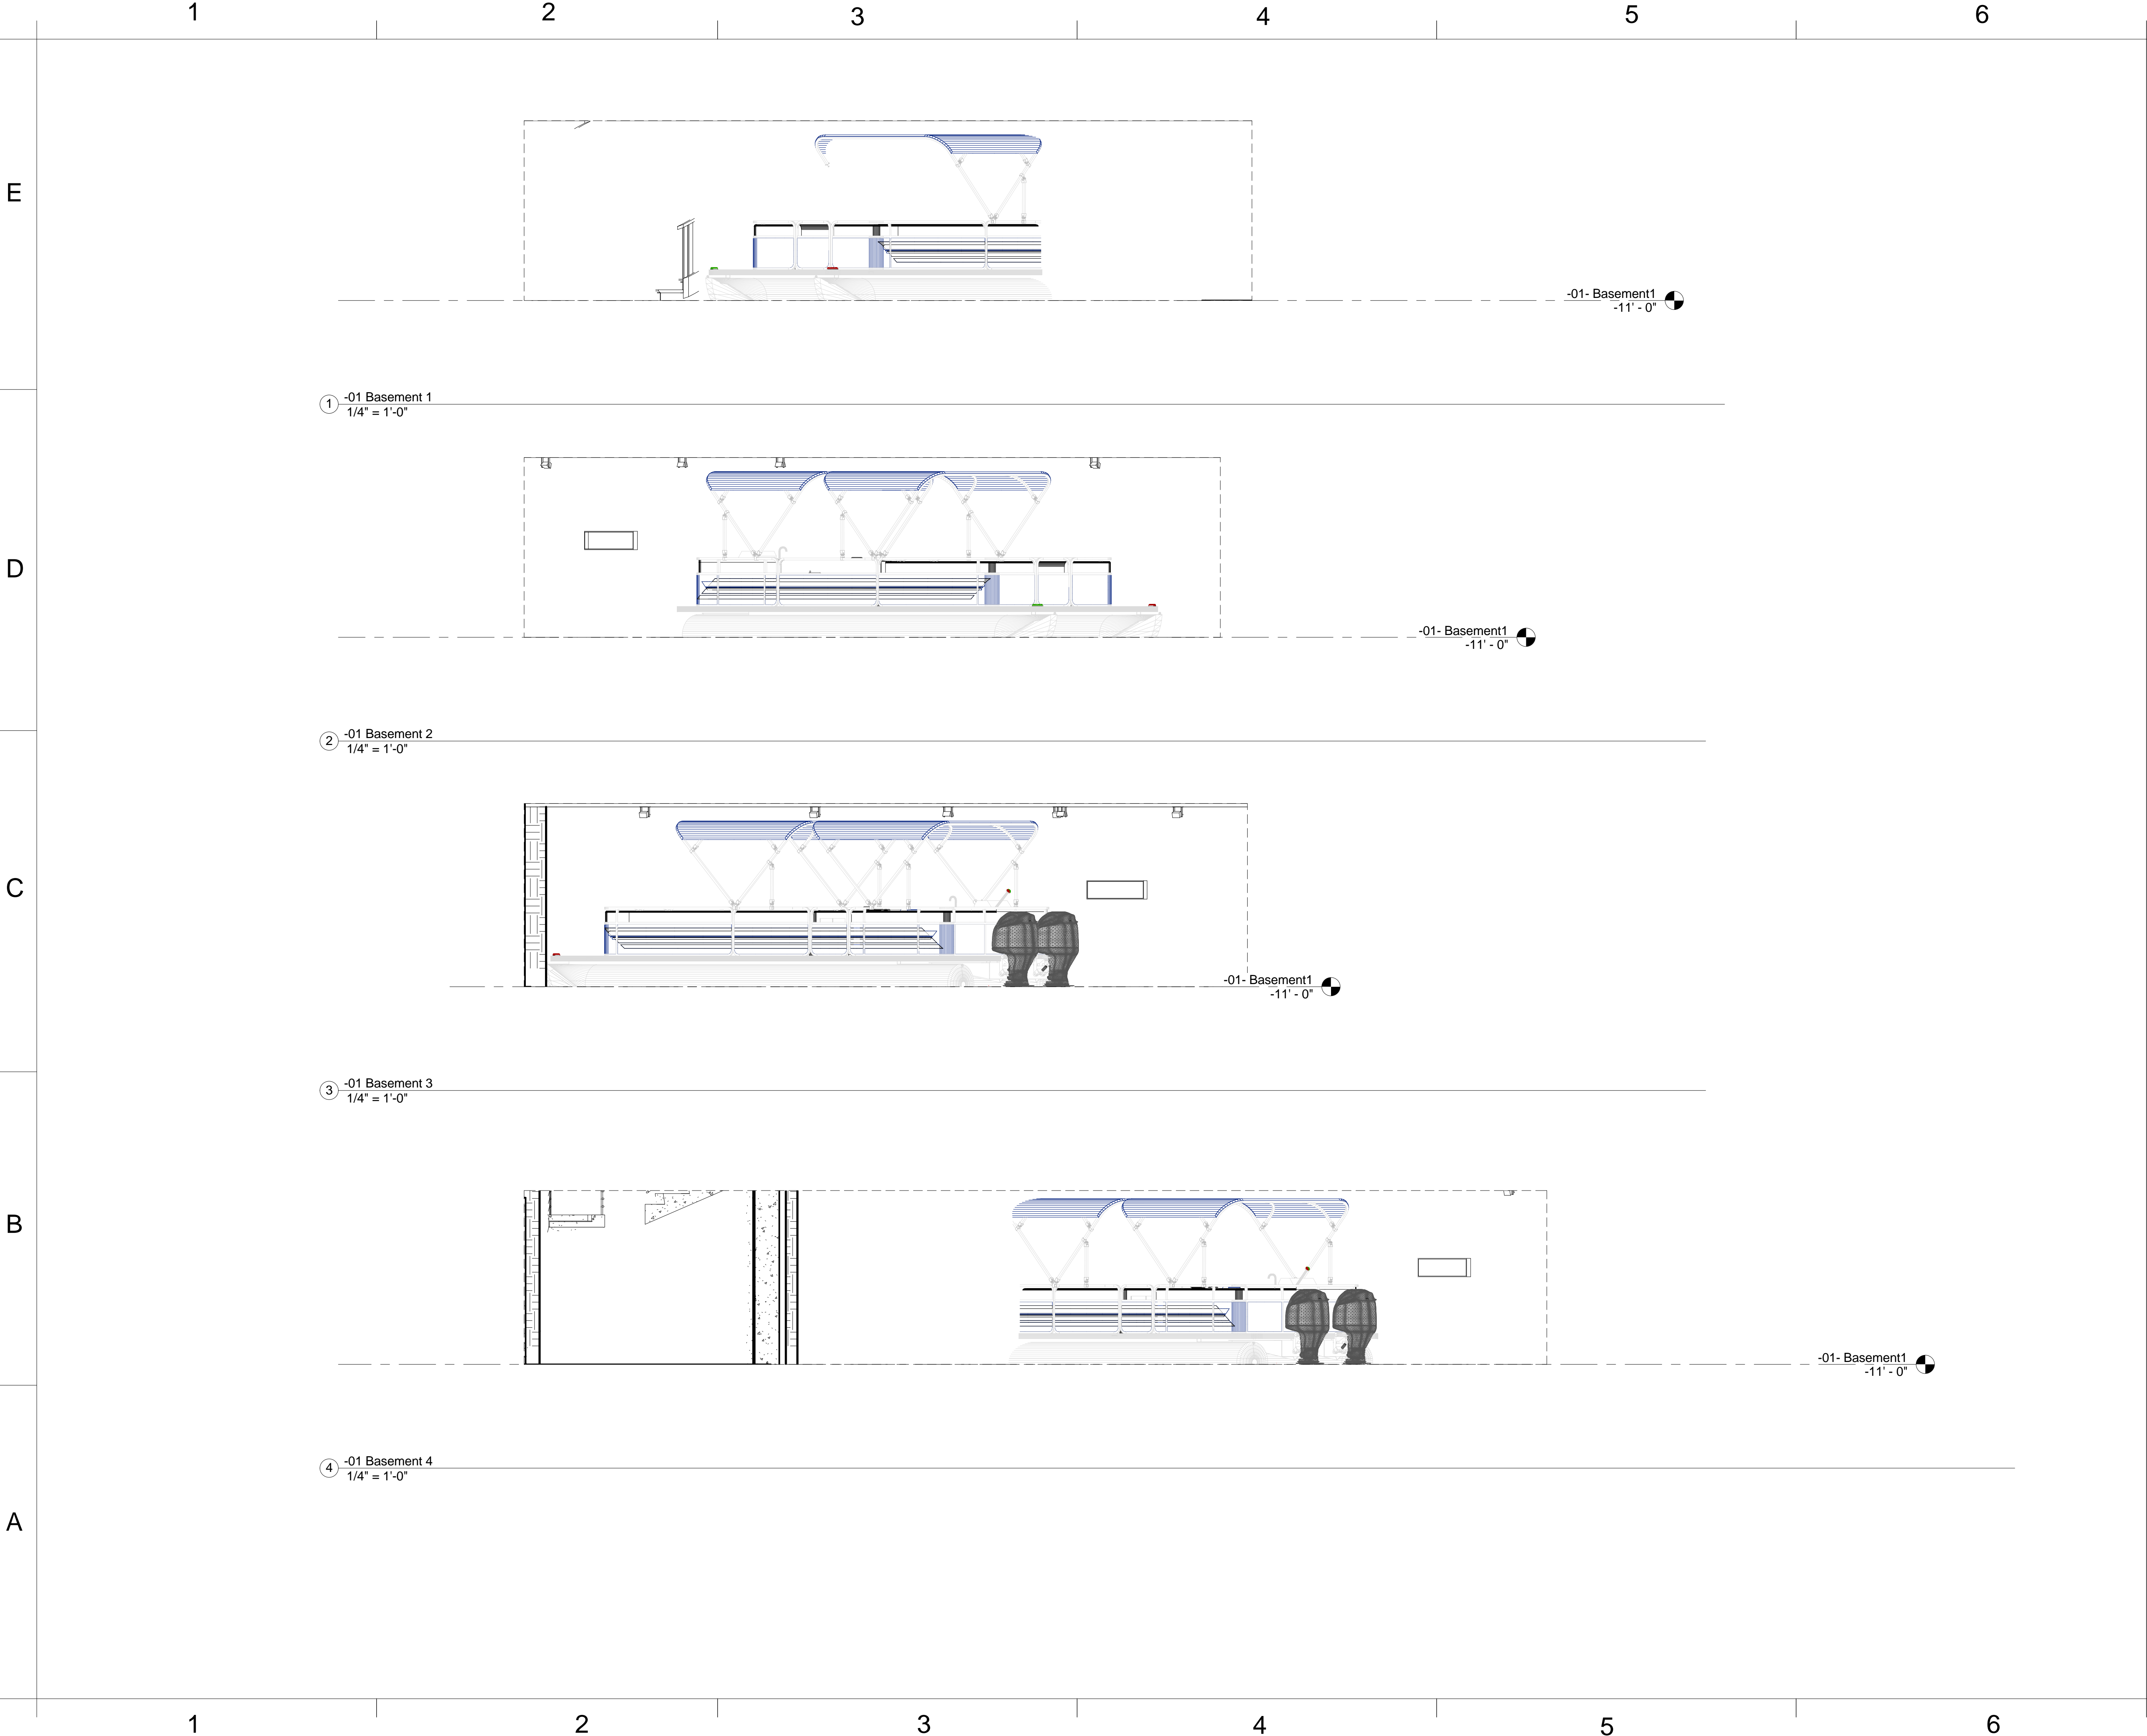 1 2 3 4 5 6
E
-01- Basement1
-11' - 0"
1 -01 Basement 1
1/4" = 1'-0"
D
-01- Basement1
-11' - 0"
2 -01 Basement 2
1/4" = 1'-0"
C
-01- Basement1
-11' - 0"
3 -01 Basement 3
1/4" = 1'-0"
B
-01- Basement1
-11' - 0"
4 -01 Basement 4
1/4" = 1'-0"
A
1 2 3 4 5 6